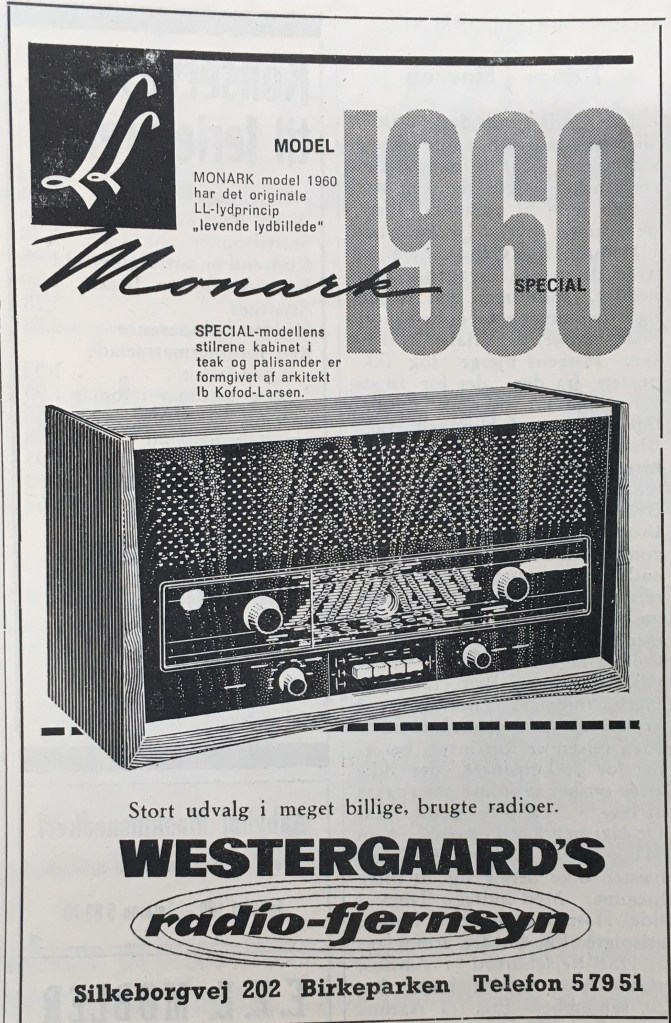 LL
MODEL
1960
MONARK model 1960
har det originale
LL-lydprincip
„levende lydbillede"
Monark
SPECIAL
SPECIAL-modellens
stilrene kabinet i
teak og palisander er
formgivet af arkitekt
Ib Kofod-Larsen.
Stort udvalg i meget billige, brugte radioer.
WESTERGAARD'S
radio-fjernsyn
Silkeborgvej 202 Birkeparken Telefon 5 79 51